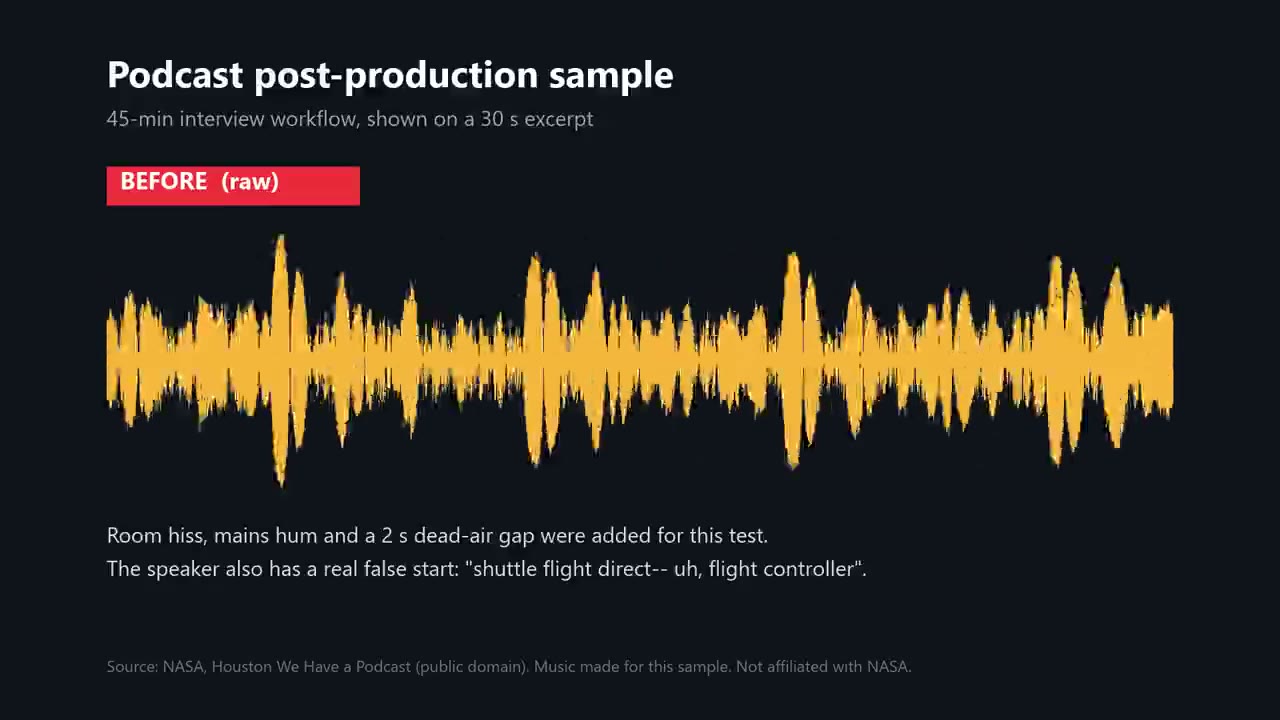 Podcast post-production sample
45-min interview workflow, shown on a 30 s excerpt
BEFORE (raw)
Room hiss, mains hum and a 2 s dead-air gap were added for this test.
The speaker also has a real false start: "shuttle flight direct-- uh, flight controller".
Source: NASA, Houston We Have a Podcast (public domain). Music made for this sample. Not affiliated with NASA.